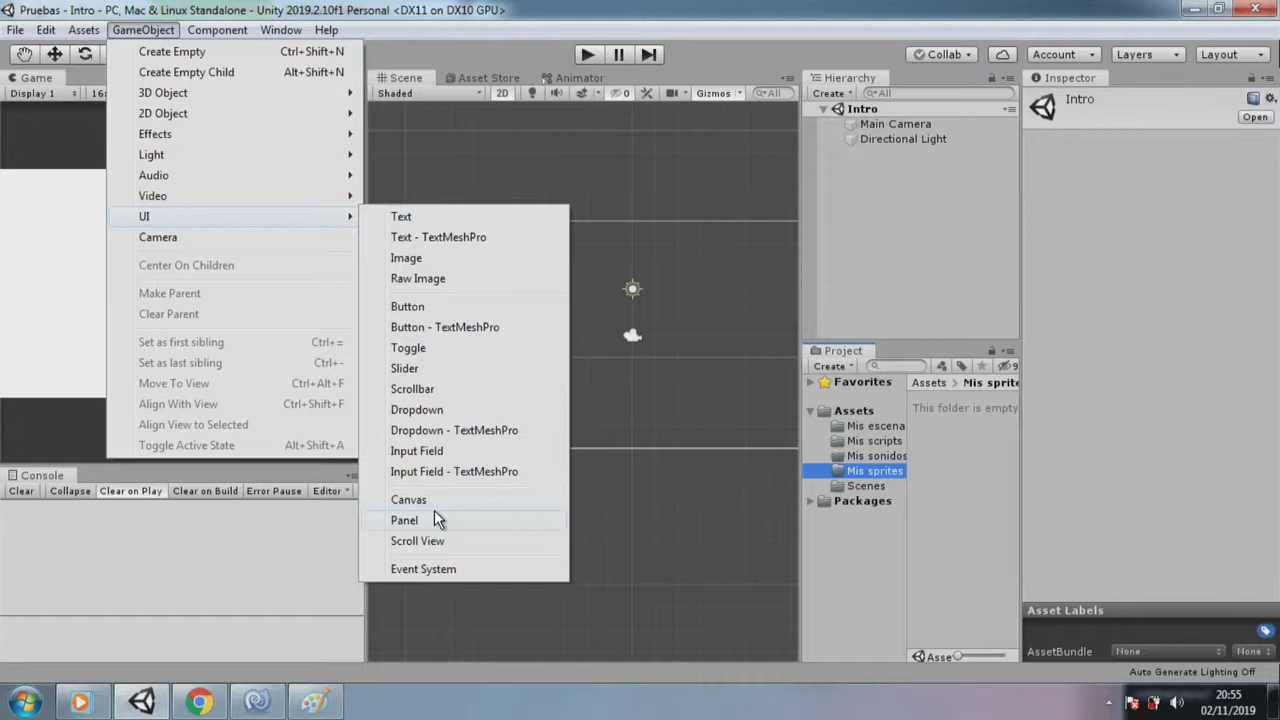 Pruebas - Intro - PC, Mac & Linux Standalone - Unity 2019.2.10f1 Personal <DX11 on DX10 GPU>
File Edit Assets GameObject Component Window Help
Collab Account Layers Layout
Game
Display 1 16:
Create Empty Ctrl+Shift+N
Create Empty Child Alt+Shift+N
3D Object
2D Object
Effects
Light
Audio
Video
UI
Camera
Center On Children
Make Parent
Clear Parent
Set as first sibling Ctrl+=
Set as last sibling Ctrl+-
Move To View Ctrl+Alt+F
Align With View Ctrl+Shift+F
Align View to Selected
Toggle Active State Alt+Shift+A
Text
Text - TextMeshPro
Image
Raw Image
Button
Button - TextMeshPro
Toggle
Slider
Scrollbar
Dropdown
Dropdown - TextMeshPro
Input Field
Input Field - TextMeshPro
Canvas
Panel
Scroll View
Event System
Scene Asset Store Animator
Shaded 2D 0 Gizmos All
Hierarchy
Create All
Intro
Main Camera
Directional Light
Project
Create 9
Favorites
Assets
Mis escena
Mis scripts
Mis sonidos
Mis sprites
Scenes
Packages
Assets > Mis sprite
This folder is empty
Asse
Inspector
Intro
Open
Asset Labels
AssetBundle None None
Auto Generate Lighting Off
Console
Clear Collapse Clear on Play Clear on Build Error Pause Editor
20:55
02/11/2019